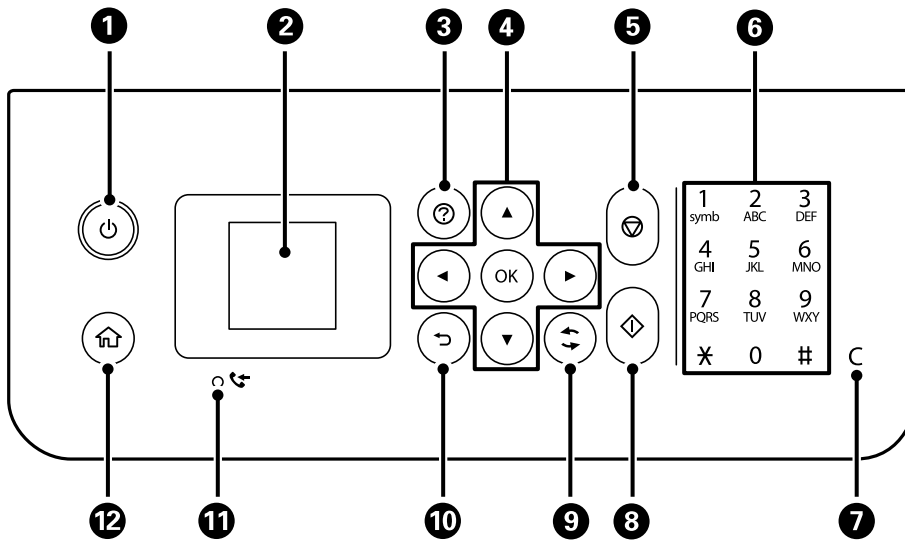 1 2 3 4 5 6
1 2 3
symb ABC DEF
4 5 6
GHI JKL MNO
OK
7 8 9
PQRS TUV WXY
* 0 #
C
12 11 10 9 8 7